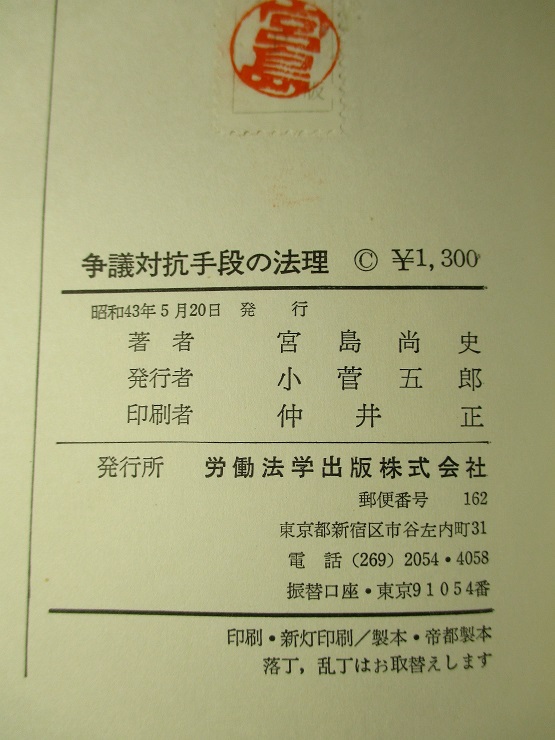 宮島
版
争議対抗手段の法理 © ¥1,300
昭和43年5月20日 発 行
著 者 宮 島 尚 史
発行者 小 菅 五 郎
印刷者 仲 井 正
発行所 労働法学出版株式会社
郵便番号 162
東京都新宿区市谷左内町31
電 話 (269) 2054・4058
振替口座・東京91054番
印刷・新灯印刷／製本・帝都製本
落丁，乱丁はお取替えします